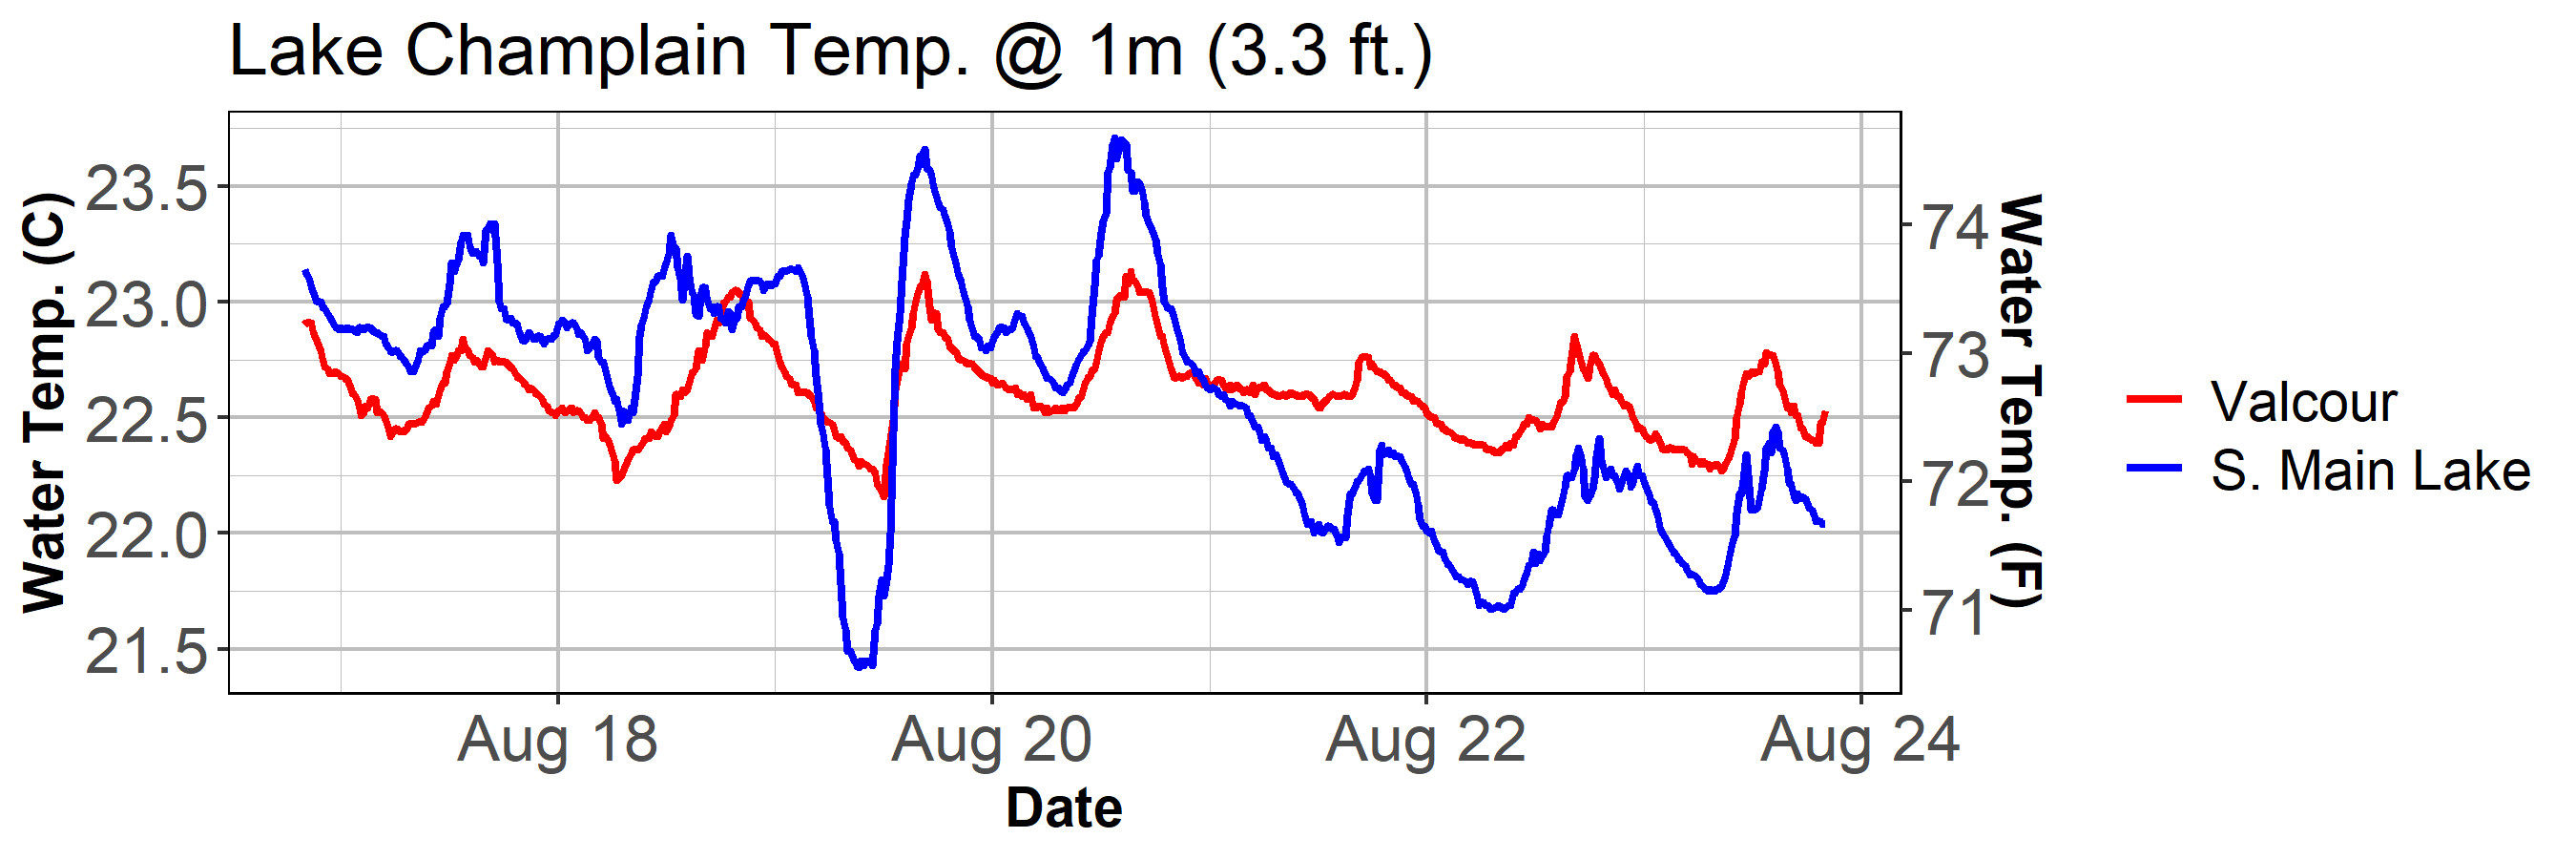 Lake Champlain Temp. @ 1m (3.3 ft.)
Water Temp. (C)
23.5
23.0
22.5
22.0
21.5
74
73
72
71
Water Temp. (F)
Aug 18
Aug 20
Aug 22
Aug 24
Date
Valcour
S. Main Lake